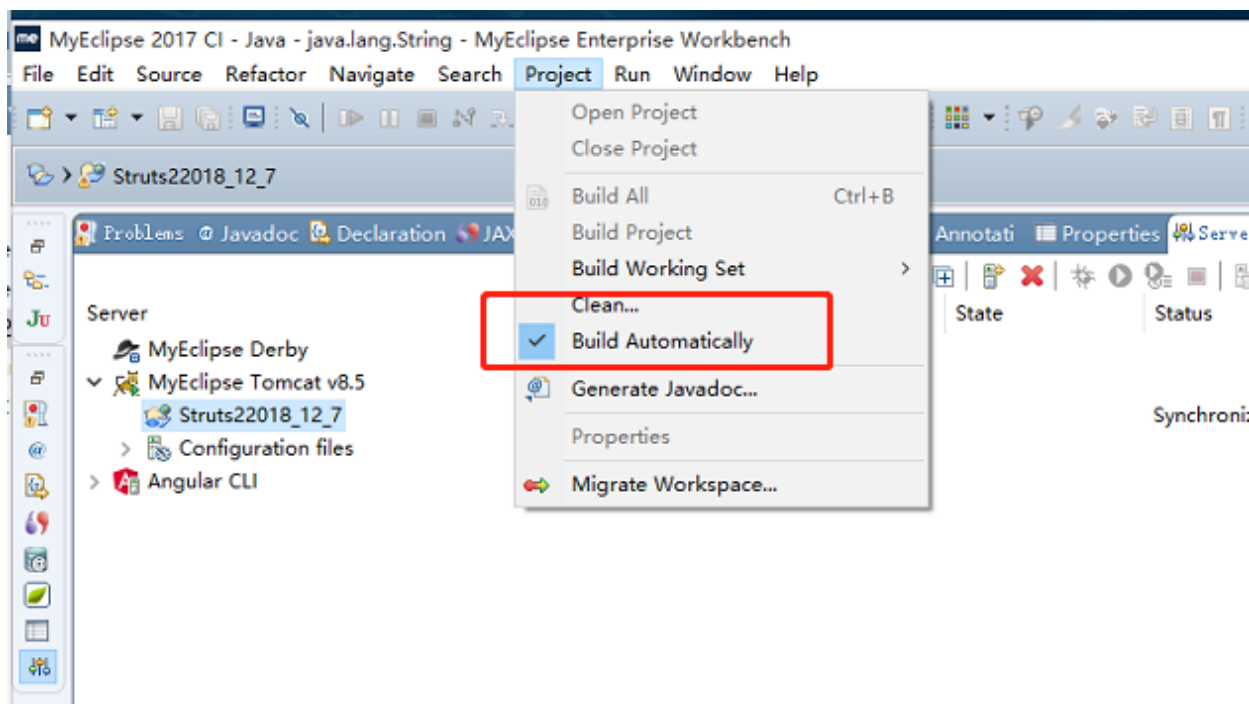 MyEclipse 2017 CI - Java - java.lang.String - MyEclipse Enterprise Workbench
File Edit Source Refactor Navigate Search Project Run Window Help
Open Project
Close Project
Build All Ctrl+B
Build Project
Build Working Set
Clean...
Build Automatically
Generate Javadoc...
Properties
Migrate Workspace...
Struts22018_12_7
Problems @ Javadoc Declaration JAX Annotati Properties Serve
Server State Status
MyEclipse Derby
MyEclipse Tomcat v8.5
Struts22018_12_7 Synchroniz
Configuration files
Angular CLI